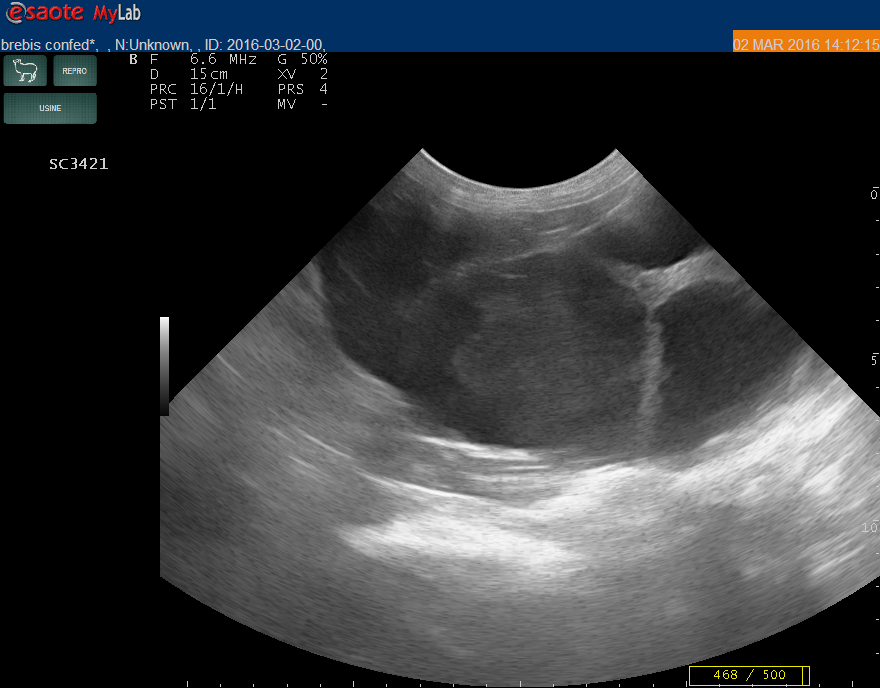 esaote MyLab
brebis confed*, , N:Unknown, , ID: 2016-03-02-00,
02 MAR 2016 14:12:15
REPRO
USINE
B F 6.6 MHz G 50%
D 15cm XV 2
PRC 16/1/H PRS 4
PST 1/1 MV -
SC3421
0
5
10
468 / 500